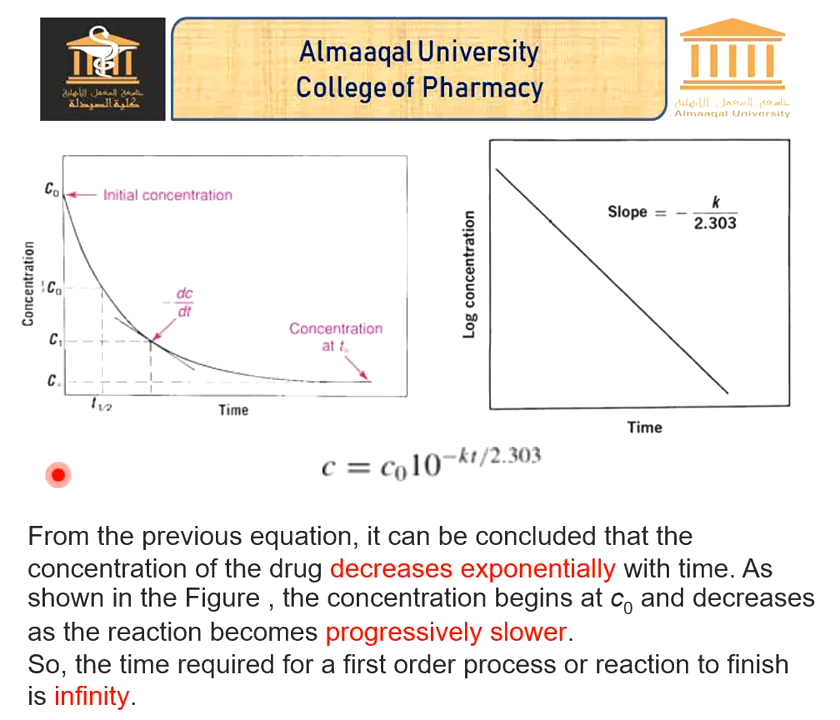 Almaaqal University
College of Pharmacy
كلية الصيدلة
Almaaqal University
C₀
Initial concentration
Concentration
C₀
dc
dt
C₁
Concentration
at t
C
t1/2
Time
Log concentration
Slope = - k
2.303
Time
c = c₀10^-kt/2.303
From the previous equation, it can be concluded that the
concentration of the drug decreases exponentially with time. As
shown in the Figure , the concentration begins at c₀ and decreases
as the reaction becomes progressively slower.
So, the time required for a first order process or reaction to finish
is infinity.